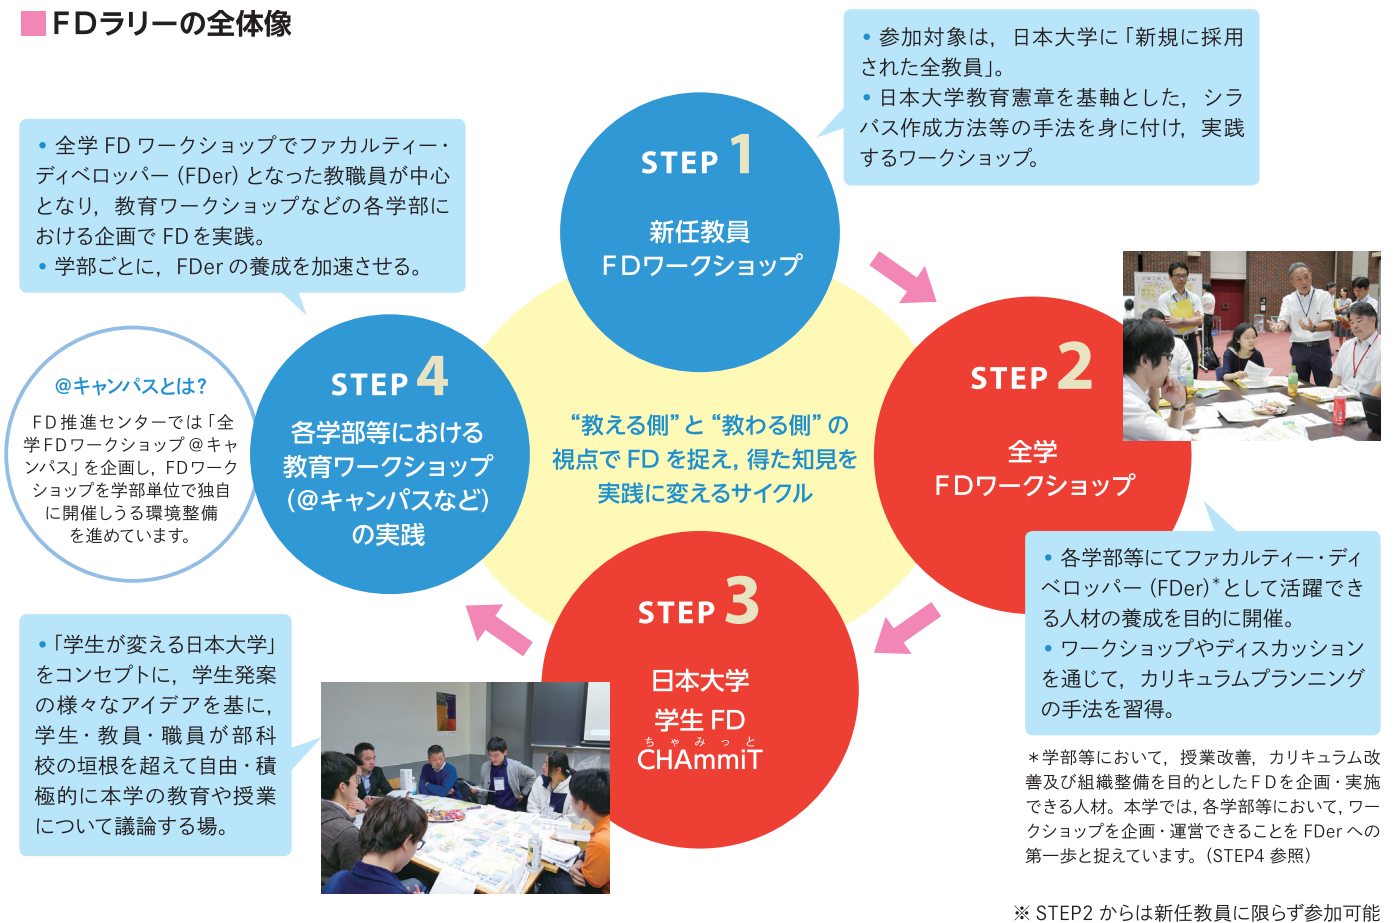 FDラリーの全体像
• 参加対象は，日本大学に「新規に採用
された全教員」。
• 日本大学教育憲章を基軸とした，シラ
バス作成方法等の手法を身に付け，実践
するワークショップ。
STEP 1
新任教員
FDワークショップ
• 全学 FD ワークショップでファカルティー・
ディベロッパー（FDer）となった教職員が中心
となり，教育ワークショップなどの各学部に
おける企画で FD を実践。
• 学部ごとに，FDer の養成を加速させる。
STEP 2
全学
FDワークショップ
• 各学部等にてファカルティー・ディ
ベロッパー（FDer）*として活躍でき
る人材の養成を目的に開催。
• ワークショップやディスカッション
を通じて，カリキュラムプランニング
の手法を習得。
＊学部等において，授業改善，カリキュラム改
善及び組織整備を目的としたFDを企画・実施
できる人材。本学では，各学部等において，ワー
クショップを企画・運営できることを FDer への
第一歩と捉えています。（STEP4 参照）
“教える側”と“教わる側”の
視点で FD を捉え，得た知見を
実践に変えるサイクル
STEP 3
日本大学
学生 FD
ちゃみっと
CHAmmiT
• 「学生が変える日本大学」
をコンセプトに，学生発案
の様々なアイデアを基に，
学生・教員・職員が部科
校の垣根を超えて自由・積
極的に本学の教育や授業
について議論する場。
STEP 4
各学部等における
教育ワークショップ
（＠キャンパスなど）
の実践
＠キャンパスとは？
FD推進センターでは「全
学FDワークショップ＠キャ
ンパス」を企画し，FDワーク
ショップを学部単位で独自
に開催しうる環境整備
を進めています。
※ STEP2 からは新任教員に限らず参加可能